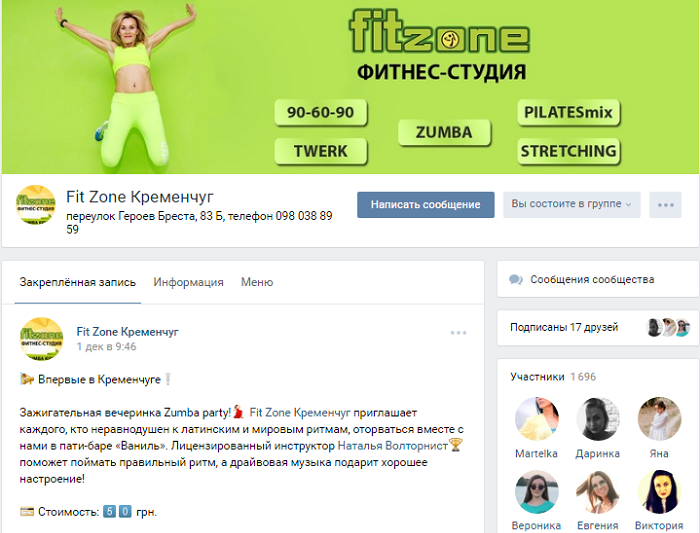 fitzone
ФИТНЕС-СТУДИЯ
90-60-90
PILATESmix
ZUMBA
TWERK
STRETCHING
Fit Zone Кременчуг
переулок Героев Бреста, 83 Б, телефон 098 038 89
59
Написать сообщение
Вы состоите в группе
Закреплённая запись
Информация
Меню
Fit Zone Кременчуг
1 дек в 9:46
Впервые в Кременчуге❕
Зажигательная вечеринка Zumba party!💃 Fit Zone Кременчуг приглашает
каждого, кто неравнодушен к латинским и мировым ритмам, оторваться вместе с
нами в пати-баре «Ваниль». Лицензированный инструктор Наталья Волторнист🏆
поможет поймать правильный ритм, а драйвовая музыка подарит хорошее
настроение!
💳 Стоимость: 5️⃣0️⃣ грн.
Сообщения сообщества
Подписаны 17 друзей
Участники 1 696
Martelka
Даринка
Яна
Вероника
Евгения
Виктория